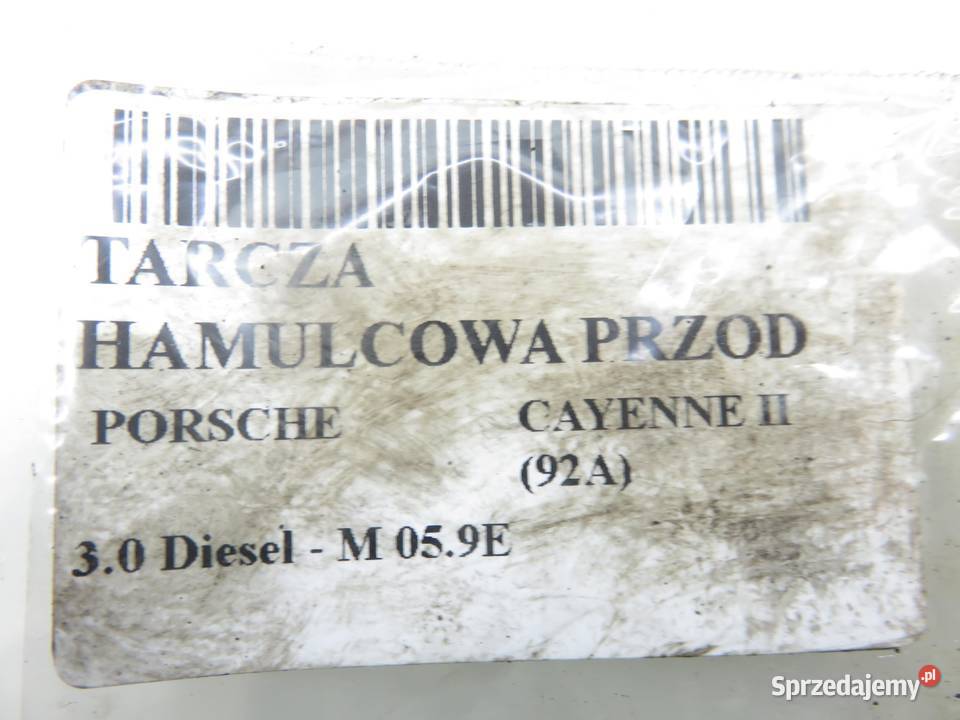 TARCZA
HAMULCOWA PRZOD
PORSCHE CAYENNE II
(92A)
3.0 Diesel - M 05.9E
Sprzedajemy.pl